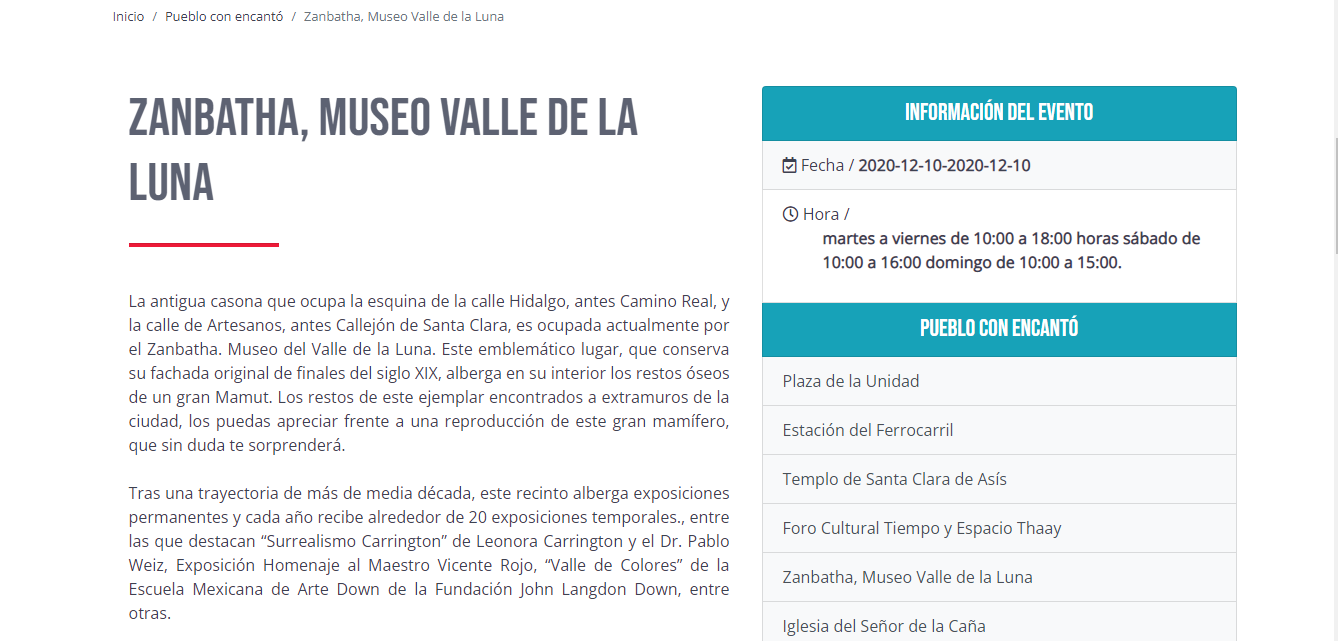 Inicio / Pueblo con encantó / Zanbatha, Museo Valle de la Luna
ZANBATHA, MUSEO VALLE DE LA
LUNA
La antigua casona que ocupa la esquina de la calle Hidalgo, antes Camino Real, y
la calle de Artesanos, antes Callejón de Santa Clara, es ocupada actualmente por
el Zanbatha. Museo del Valle de la Luna. Este emblemático lugar, que conserva
su fachada original de finales del siglo XIX, alberga en su interior los restos óseos
de un gran Mamut. Los restos de este ejemplar encontrados a extramuros de la
ciudad, los puedas apreciar frente a una reproducción de este gran mamífero,
que sin duda te sorprenderá.
Tras una trayectoria de más de media década, este recinto alberga exposiciones
permanentes y cada año recibe alrededor de 20 exposiciones temporales., entre
las que destacan “Surrealismo Carrington” de Leonora Carrington y el Dr. Pablo
Weiz, Exposición Homenaje al Maestro Vicente Rojo, “Valle de Colores” de la
Escuela Mexicana de Arte Down de la Fundación John Langdon Down, entre
otras.
INFORMACIÓN DEL EVENTO
Fecha / 2020-12-10-2020-12-10
Hora /
martes a viernes de 10:00 a 18:00 horas sábado de
10:00 a 16:00 domingo de 10:00 a 15:00.
PUEBLO CON ENCANTÓ
Plaza de la Unidad
Estación del Ferrocarril
Templo de Santa Clara de Asís
Foro Cultural Tiempo y Espacio Thaay
Zanbatha, Museo Valle de la Luna
Iglesia del Señor de la Caña